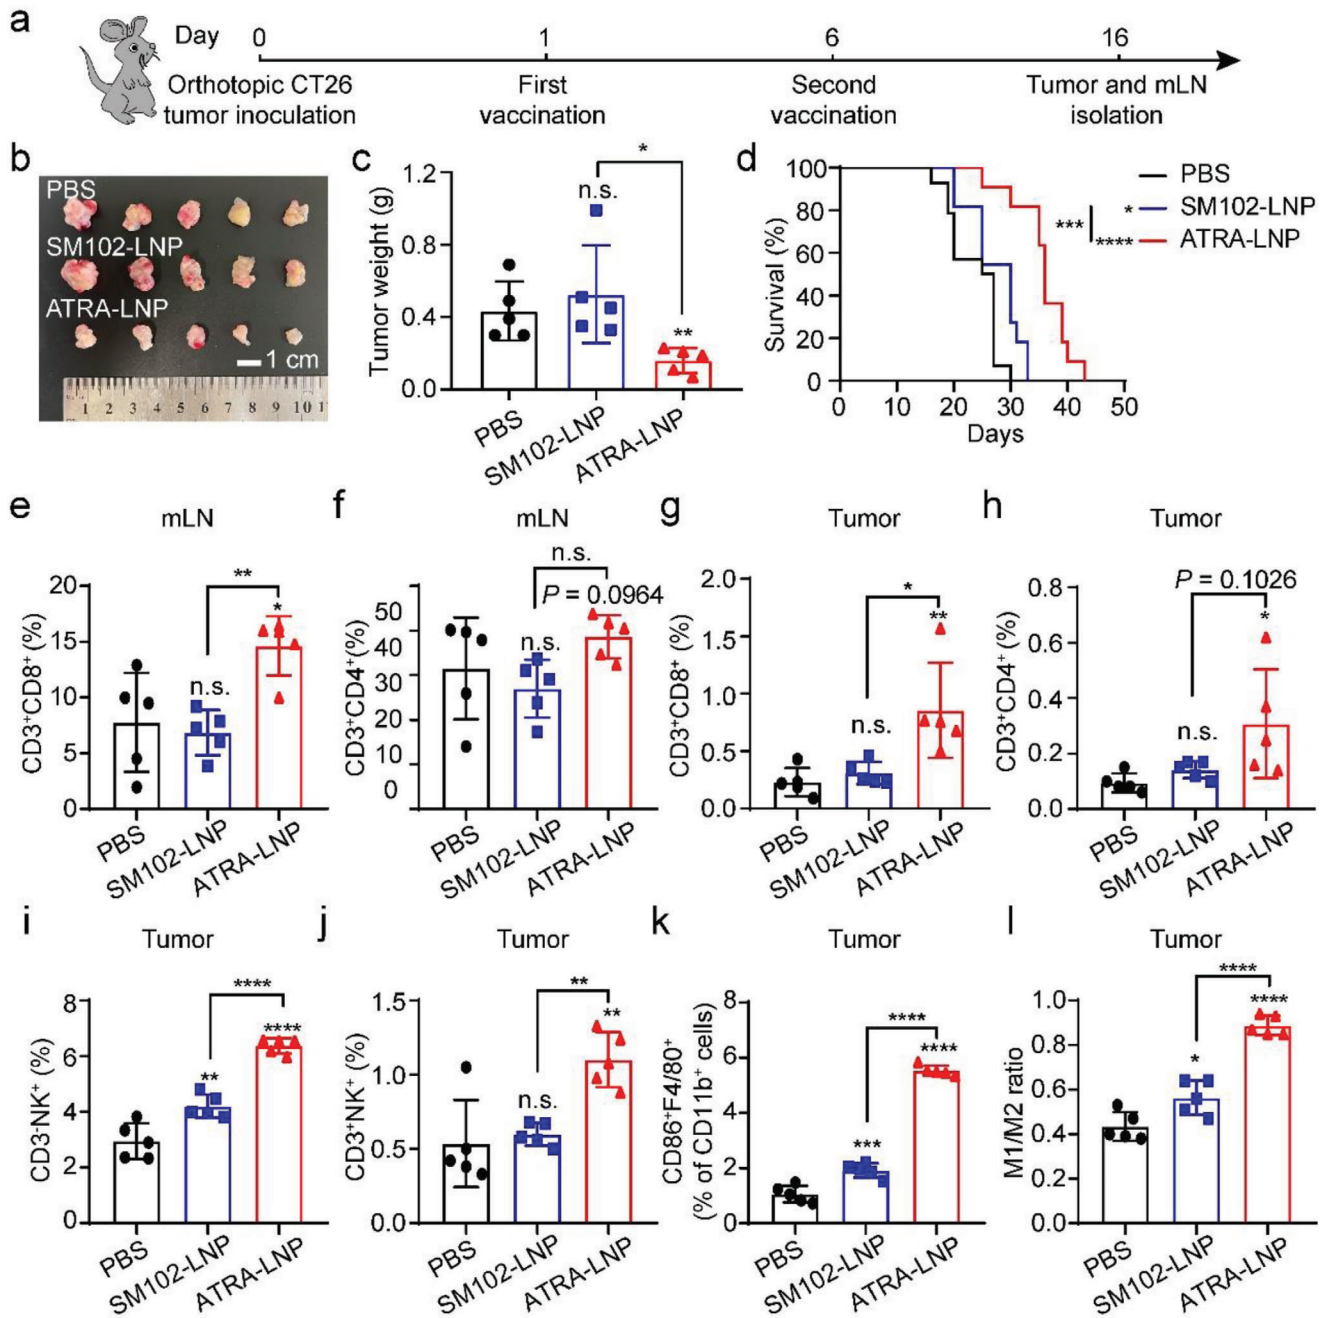 a
Day 0 1 6 16
Orthotopic CT26 First Second Tumor and mLN
tumor inoculation vaccination vaccination isolation
b
PBS
SM102-LNP
ATRA-LNP
1 cm
1 2 3 4 5 6 7 8 9 10
c
Tumor weight (g)
1.2
0.8
0.4
0.0
n.s.
*
**
PBS
SM102-LNP
ATRA-LNP
d
Survival (%)
100
80
60
40
20
0
0 10 20 30 40 50
Days
PBS
SM102-LNP
ATRA-LNP
***
*
****
e
mLN
CD3+CD8+ (%)
20
15
10
5
0
**
*
n.s.
PBS
SM102-LNP
ATRA-LNP
f
mLN
CD3+CD4+(%)
50
40
30
20
10
0
n.s.
P = 0.0964
n.s.
PBS
SM102-LNP
ATRA-LNP
g
Tumor
CD3+CD8+ (%)
2.0
1.5
1.0
0.5
0.0
*
**
n.s.
PBS
SM102-LNP
ATRA-LNP
h
Tumor
CD3+CD4+ (%)
0.8
0.6
0.4
0.2
0.0
P = 0.1026
*
n.s.
PBS
SM102-LNP
ATRA-LNP
i
Tumor
CD3-NK+ (%)
8
6
4
2
0
****
****
**
PBS
SM102-LNP
ATRA-LNP
j
Tumor
CD3+NK+ (%)
1.5
1.0
0.5
0.0
**
**
n.s.
PBS
SM102-LNP
ATRA-LNP
k
Tumor
CD86+F4/80+
(% of CD11b+ cells)
8
6
4
2
0
****
****
***
PBS
SM102-LNP
ATRA-LNP
l
Tumor
M1/M2 ratio
1.0
0.8
0.6
0.4
0.2
0.0
****
****
*
PBS
SM102-LNP
ATRA-LNP